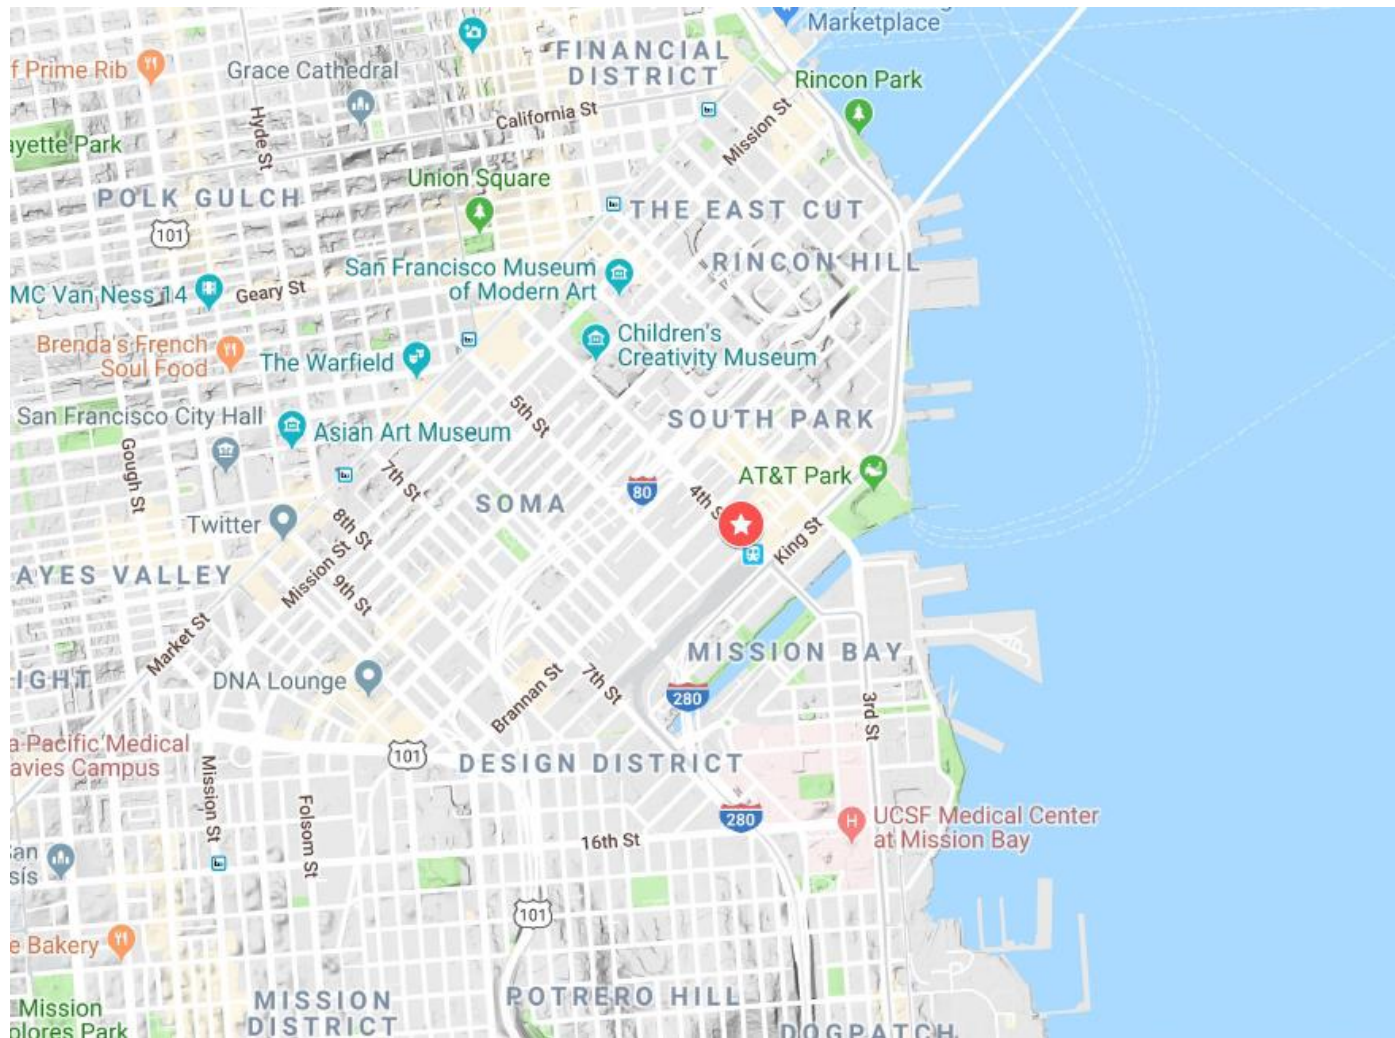 Marketplace
FINANCIAL
DISTRICT
f Prime Rib
Grace Cathedral
Rincon Park
Hyde St
California St
Mission St
ayette Park
POLK GULCH
Union Square
THE EAST CUT
101
RINCON HILL
San Francisco Museum
of Modern Art
MC Van Ness 14
Geary St
Brenda's French
Soul Food
The Warfield
Children's
Creativity Museum
San Francisco City Hall
5th St
SOUTH PARK
Asian Art Museum
Gough St
7th St
AT&T Park
80
4th S
SOMA
Twitter
8th St
King St
Mission St
AYES VALLEY
9th St
Market St
MISSION BAY
IGHT
DNA Lounge
Brannan St
7th St
280
3rd St
a Pacific Medical
avies Campus
101
DESIGN DISTRICT
Mission St
Folsom St
280
UCSF Medical Center
at Mission Bay
H
16th St
an
sís
101
e Bakery
Mission
olores Park
MISSION
DISTRICT
POTRERO HILL
DOGPATCH